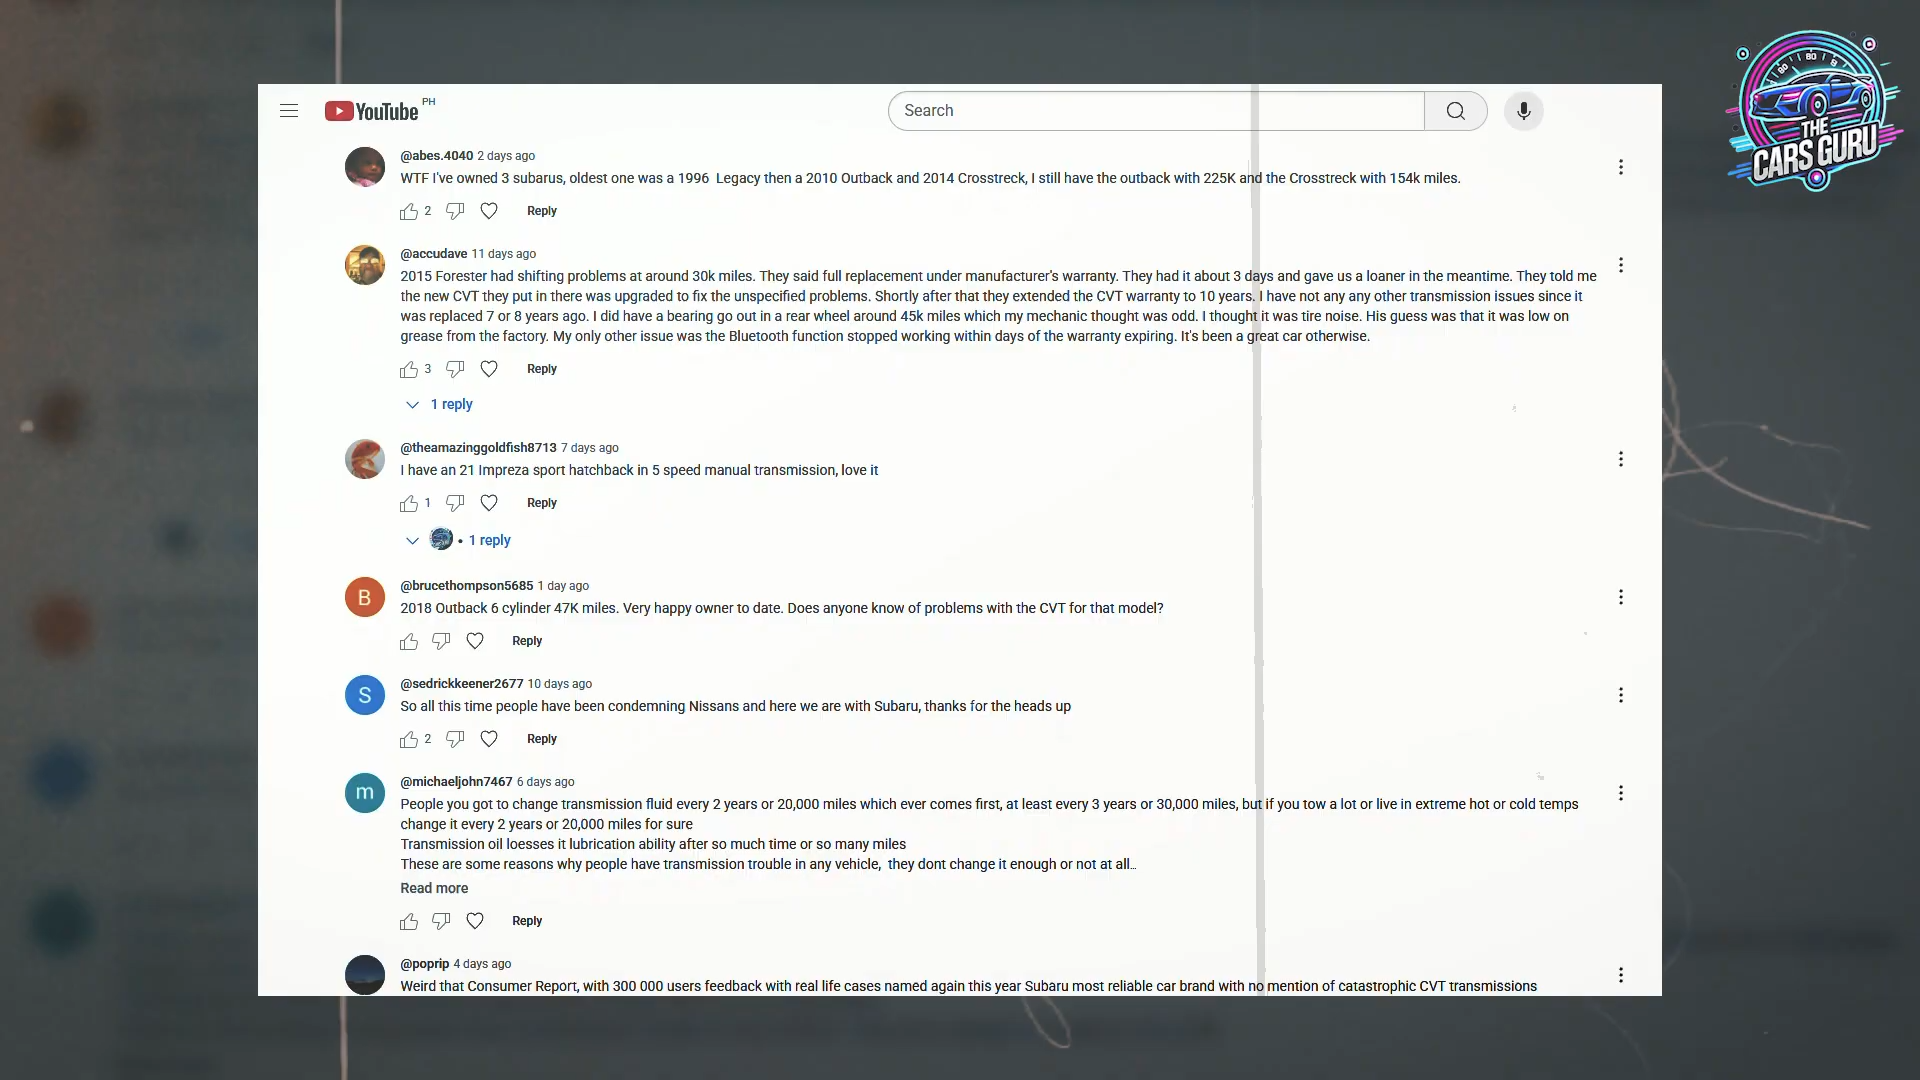 YouTube PH
Search
THE
CARS GURU
@abes.4040 2 days ago
WTF I've owned 3 subarus, oldest one was a 1996 Legacy then a 2010 Outback and 2014 Crosstreck, I still have the outback with 225K and the Crosstreck with 154k miles.
2 Reply
@accudave 11 days ago
2015 Forester had shifting problems at around 30k miles. They said full replacement under manufacturer's warranty. They had it about 3 days and gave us a loaner in the meantime. They told me
the new CVT they put in there was upgraded to fix the unspecified problems. Shortly after that they extended the CVT warranty to 10 years. I have not any any other transmission issues since it
was replaced 7 or 8 years ago. I did have a bearing go out in a rear wheel around 45k miles which my mechanic thought was odd. I thought it was tire noise. His guess was that it was low on
grease from the factory. My only other issue was the Bluetooth function stopped working within days of the warranty expiring. It's been a great car otherwise.
3 Reply
1 reply
@theamazinggoldfish8713 7 days ago
I have an 21 Impreza sport hatchback in 5 speed manual transmission, love it
1 Reply
• 1 reply
B
@brucethompson5685 1 day ago
2018 Outback 6 cylinder 47K miles. Very happy owner to date. Does anyone know of problems with the CVT for that model?
Reply
S
@sedrickkeener2677 10 days ago
So all this time people have been condemning Nissans and here we are with Subaru, thanks for the heads up
2 Reply
m
@michaeljohn7467 6 days ago
People you got to change transmission fluid every 2 years or 20,000 miles which ever comes first, at least every 3 years or 30,000 miles, but if you tow a lot or live in extreme hot or cold temps
change it every 2 years or 20,000 miles for sure
Transmission oil loesses it lubrication ability after so much time or so many miles
These are some reasons why people have transmission trouble in any vehicle, they dont change it enough or not at all…
Read more
Reply
@poprip 4 days ago
Weird that Consumer Report, with 300 000 users feedback with real life cases named again this year Subaru most reliable car brand with no mention of catastrophic CVT transmissions